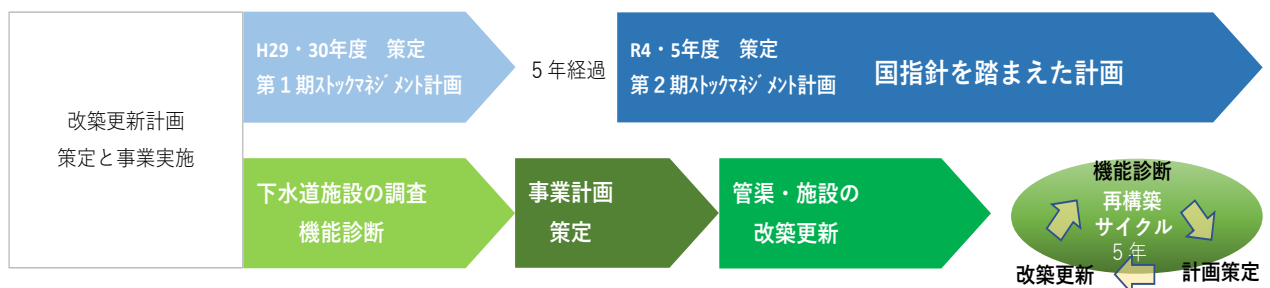 改築更新計画
策定と事業実施
H29・30年度　策定
第１期ｽﾄｯｸﾏﾈｼﾞﾒﾝﾄ計画
５年経過
R4・5年度　策定
第２期ｽﾄｯｸﾏﾈｼﾞﾒﾝﾄ計画
国指針を踏まえた計画
下水道施設の調査
機能診断
事業計画
策定
管渠・施設の
改築更新
機能診断
再構築
サイクル
５年
改築更新
計画策定